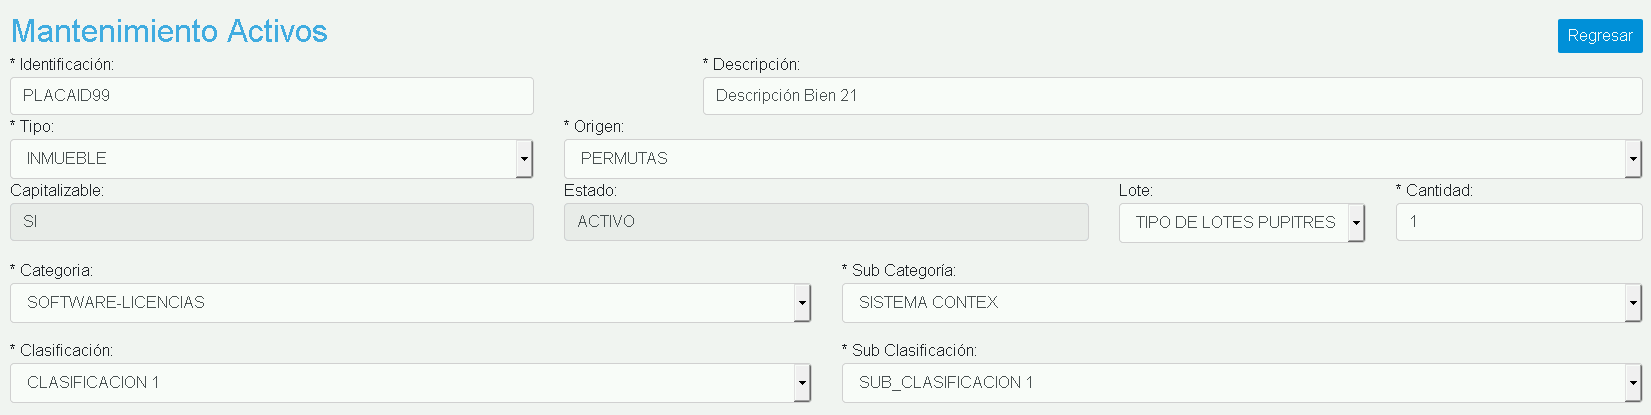 Mantenimiento Activos
Regresar
* Identificación: * Descripción:
PLACAID99 Descripción Bien 21
* Tipo: * Origen:
INMUEBLE PERMUTAS
Capitalizable: Estado: Lote: * Cantidad:
SI ACTIVO TIPO DE LOTES PUPITRES 1
* Categoria: * Sub Categoría:
SOFTWARE-LICENCIAS SISTEMA CONTEX
* Clasificación: * Sub Clasificación:
CLASIFICACION 1 SUB_CLASIFICACION 1